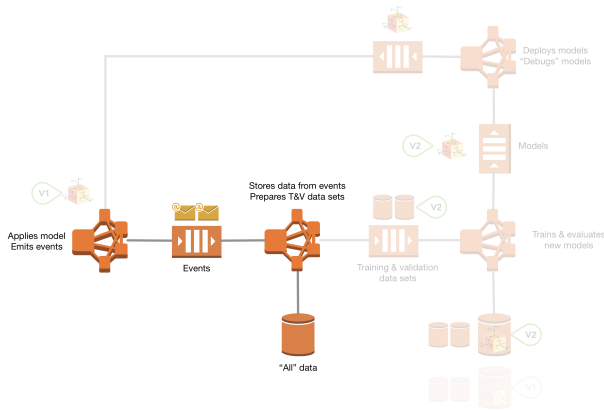 Deploys models
“Debugs” models
V2
Models
V1
Stores data from events
Prepares T&V data sets
V2
Applies model
Emits events
Events
Training & validation
data sets
Trains & evaluates
new models
V2
"All" data
V1